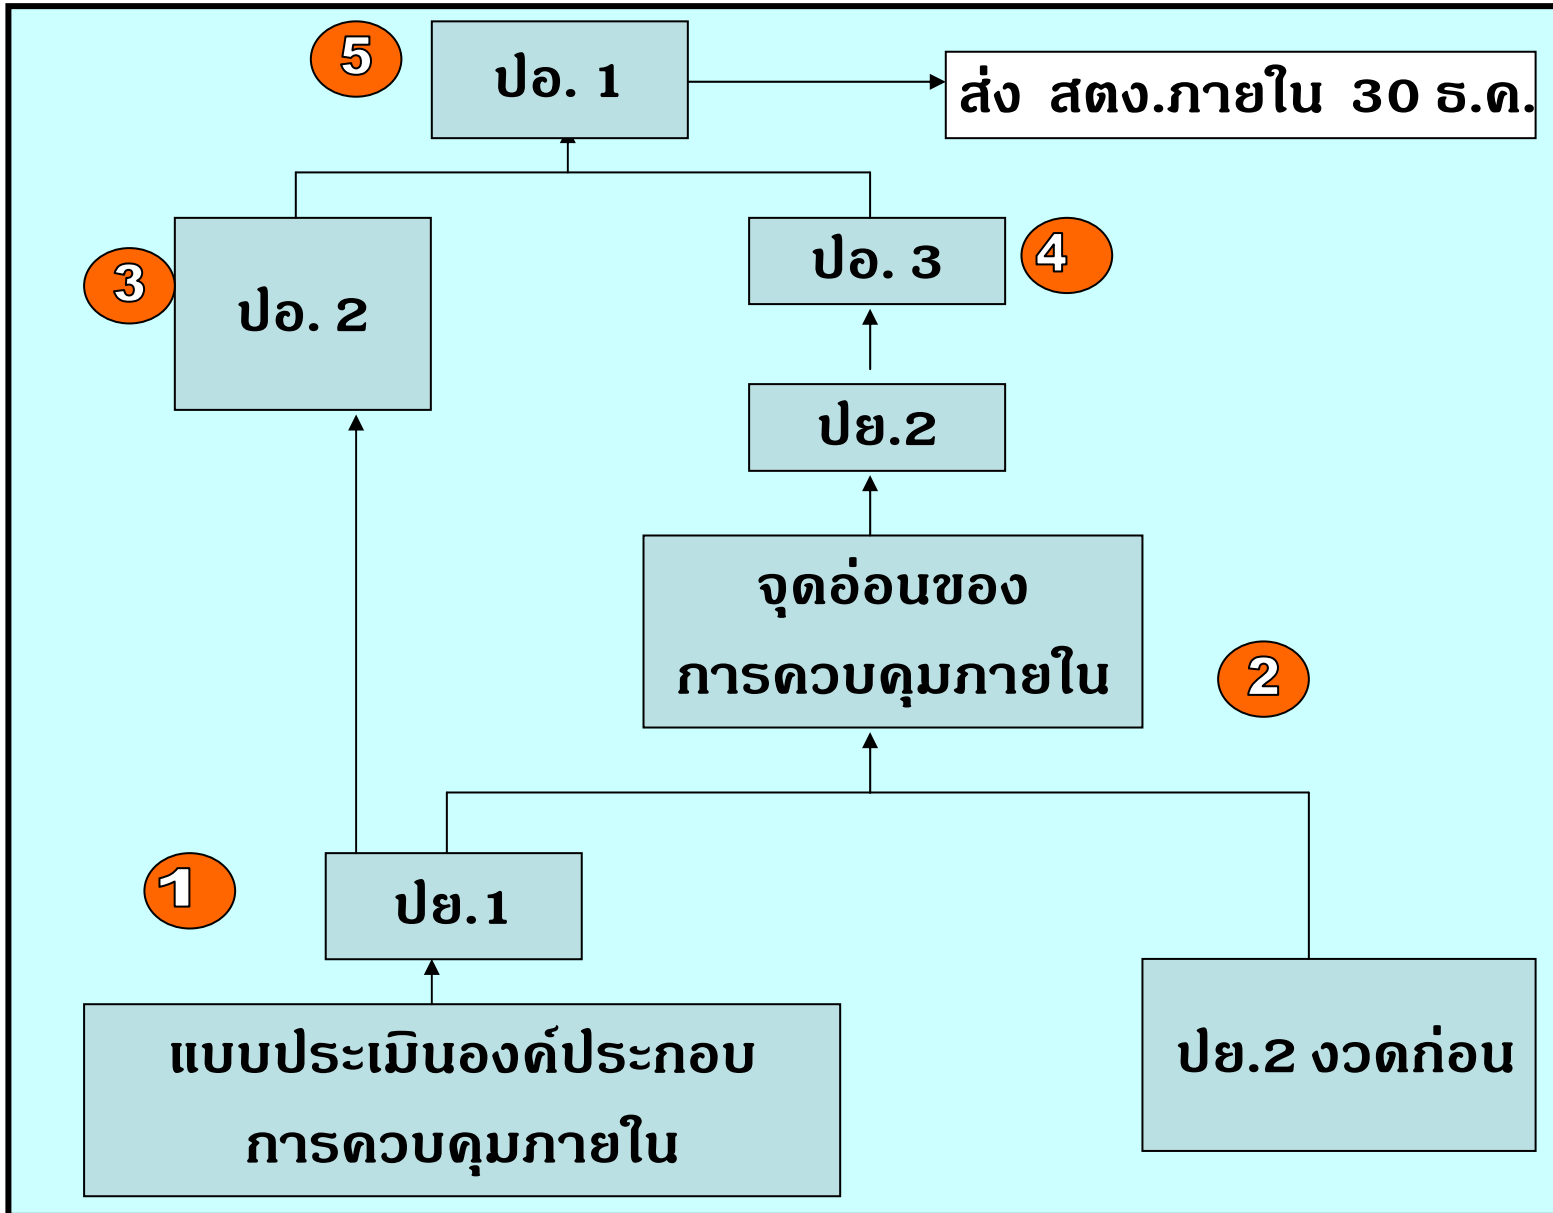 5
ปอ. 1
ส่ง สตง.ภายใน 30 ธ.ค.
3
ปอ. 2
ปอ. 3
4
ปย.2
จุดอ่อนของ
การควบคุมภายใน
2
1
ปย.1
แบบประเมินองค์ประกอบ
การควบคุมภายใน
ปย.2 งวดก่อน